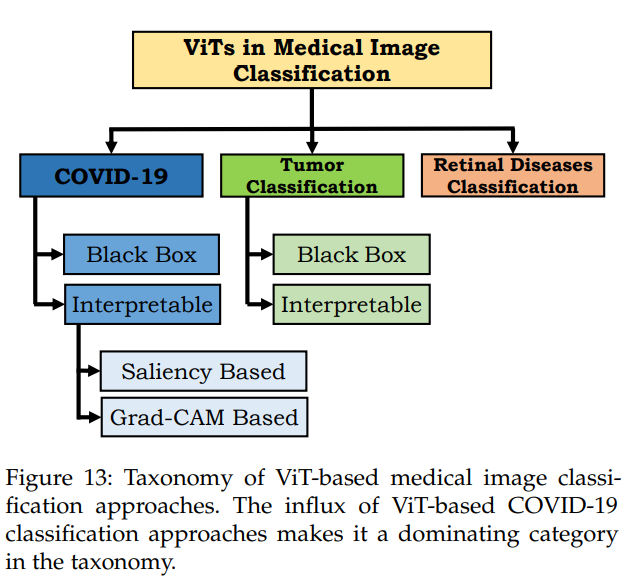 ViTs in Medical Image
Classification
COVID-19
Tumor
Classification
Retinal Diseases
Classification
Black Box
Interpretable
Saliency Based
Grad-CAM Based
Black Box
Interpretable
Figure 13: Taxonomy of ViT-based medical image classi-
fication approaches. The influx of ViT-based COVID-19
classification approaches makes it a dominating category
in the taxonomy.